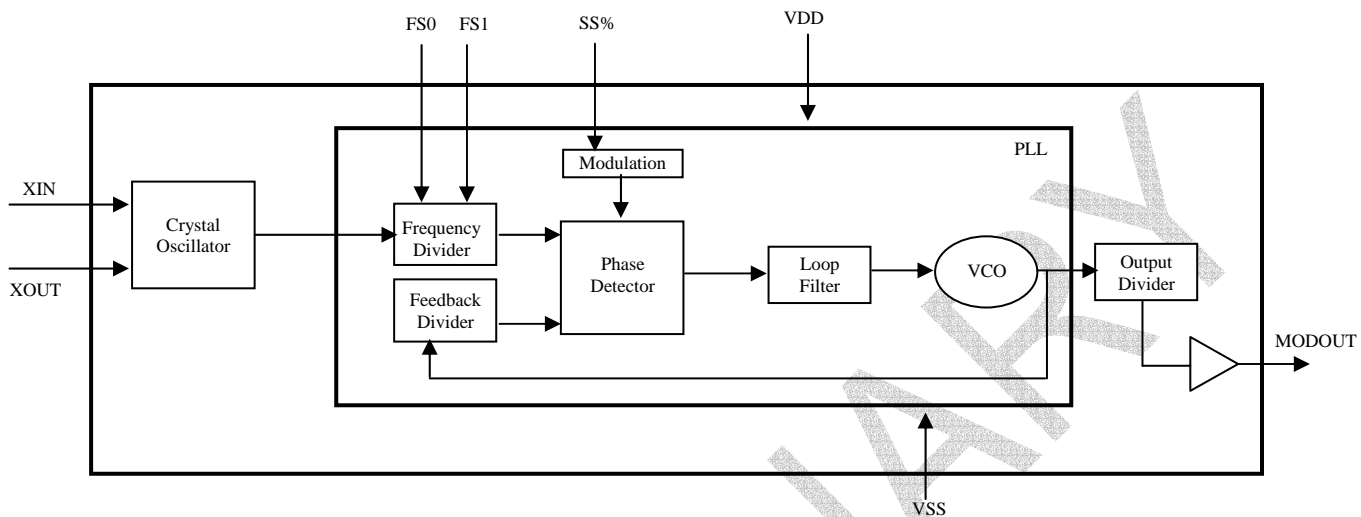 FS0 FS1 SS% VDD
PLL
Modulation
XIN
Crystal
Oscillator
Frequency
Divider
Phase
Detector
Loop
Filter
VCO
Output
Divider
XOUT
Feedback
Divider
MODOUT
VSS